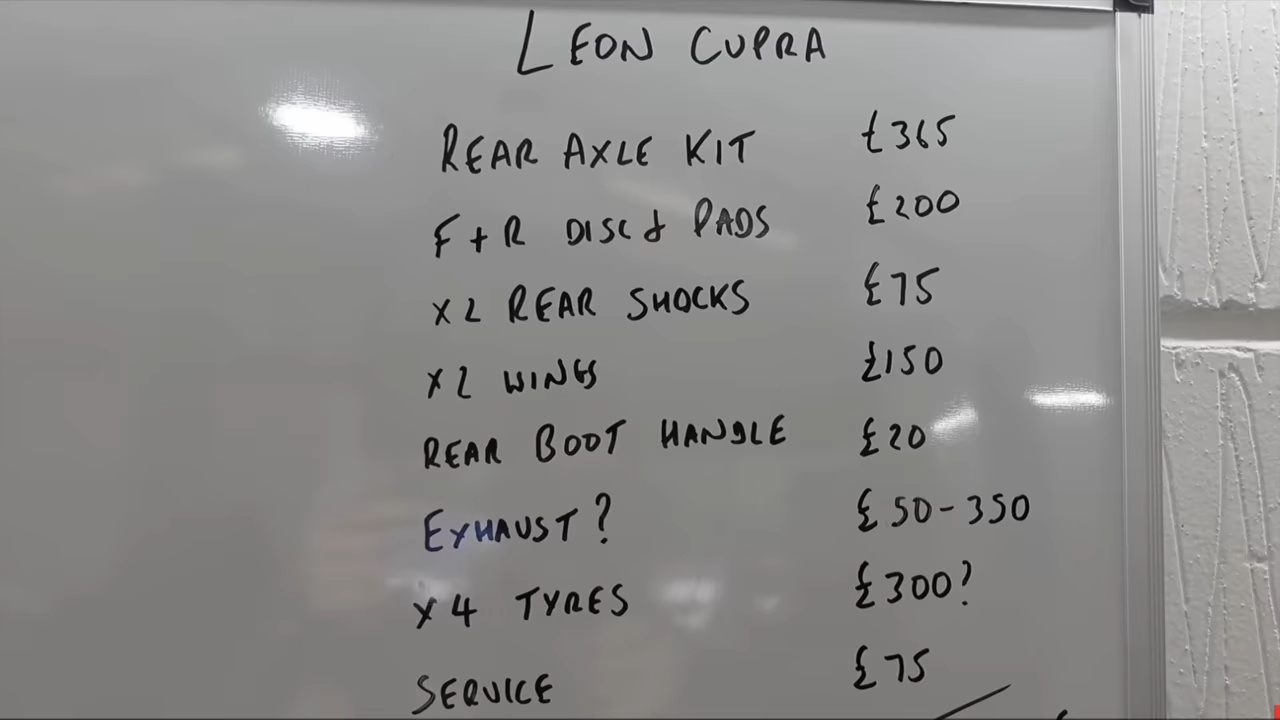 LEON CUPRA
REAR AXLE KIT £365
F + R DISC & PADS £200
X2 REAR SHOCKS £75
X2 WINGS £150
REAR BOOT HANDLE £20
EXHAUST? £50-350
X4 TYRES £300?
SERVICE £75